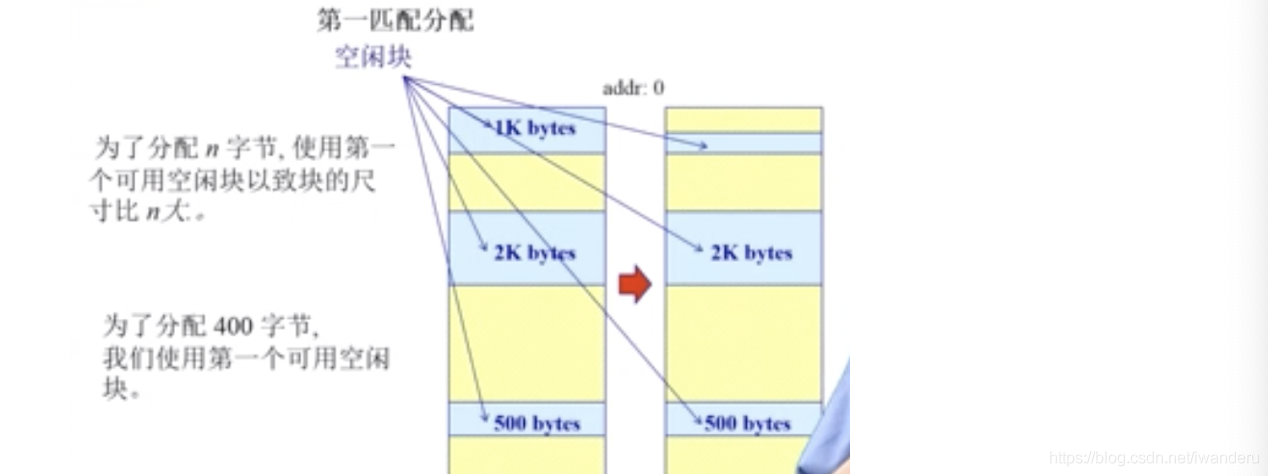 第一匹配分配
空闲块
addr: 0
为了分配 n 字节, 使用第一
个可用空闲块以致块的尺
寸比 n大.。
为了分配 400 字节,
我们使用第一个可用空闲
块。
1K bytes
2K bytes
500 bytes
2K bytes
500 bytes
https://blog.csdn.net/iwanderu